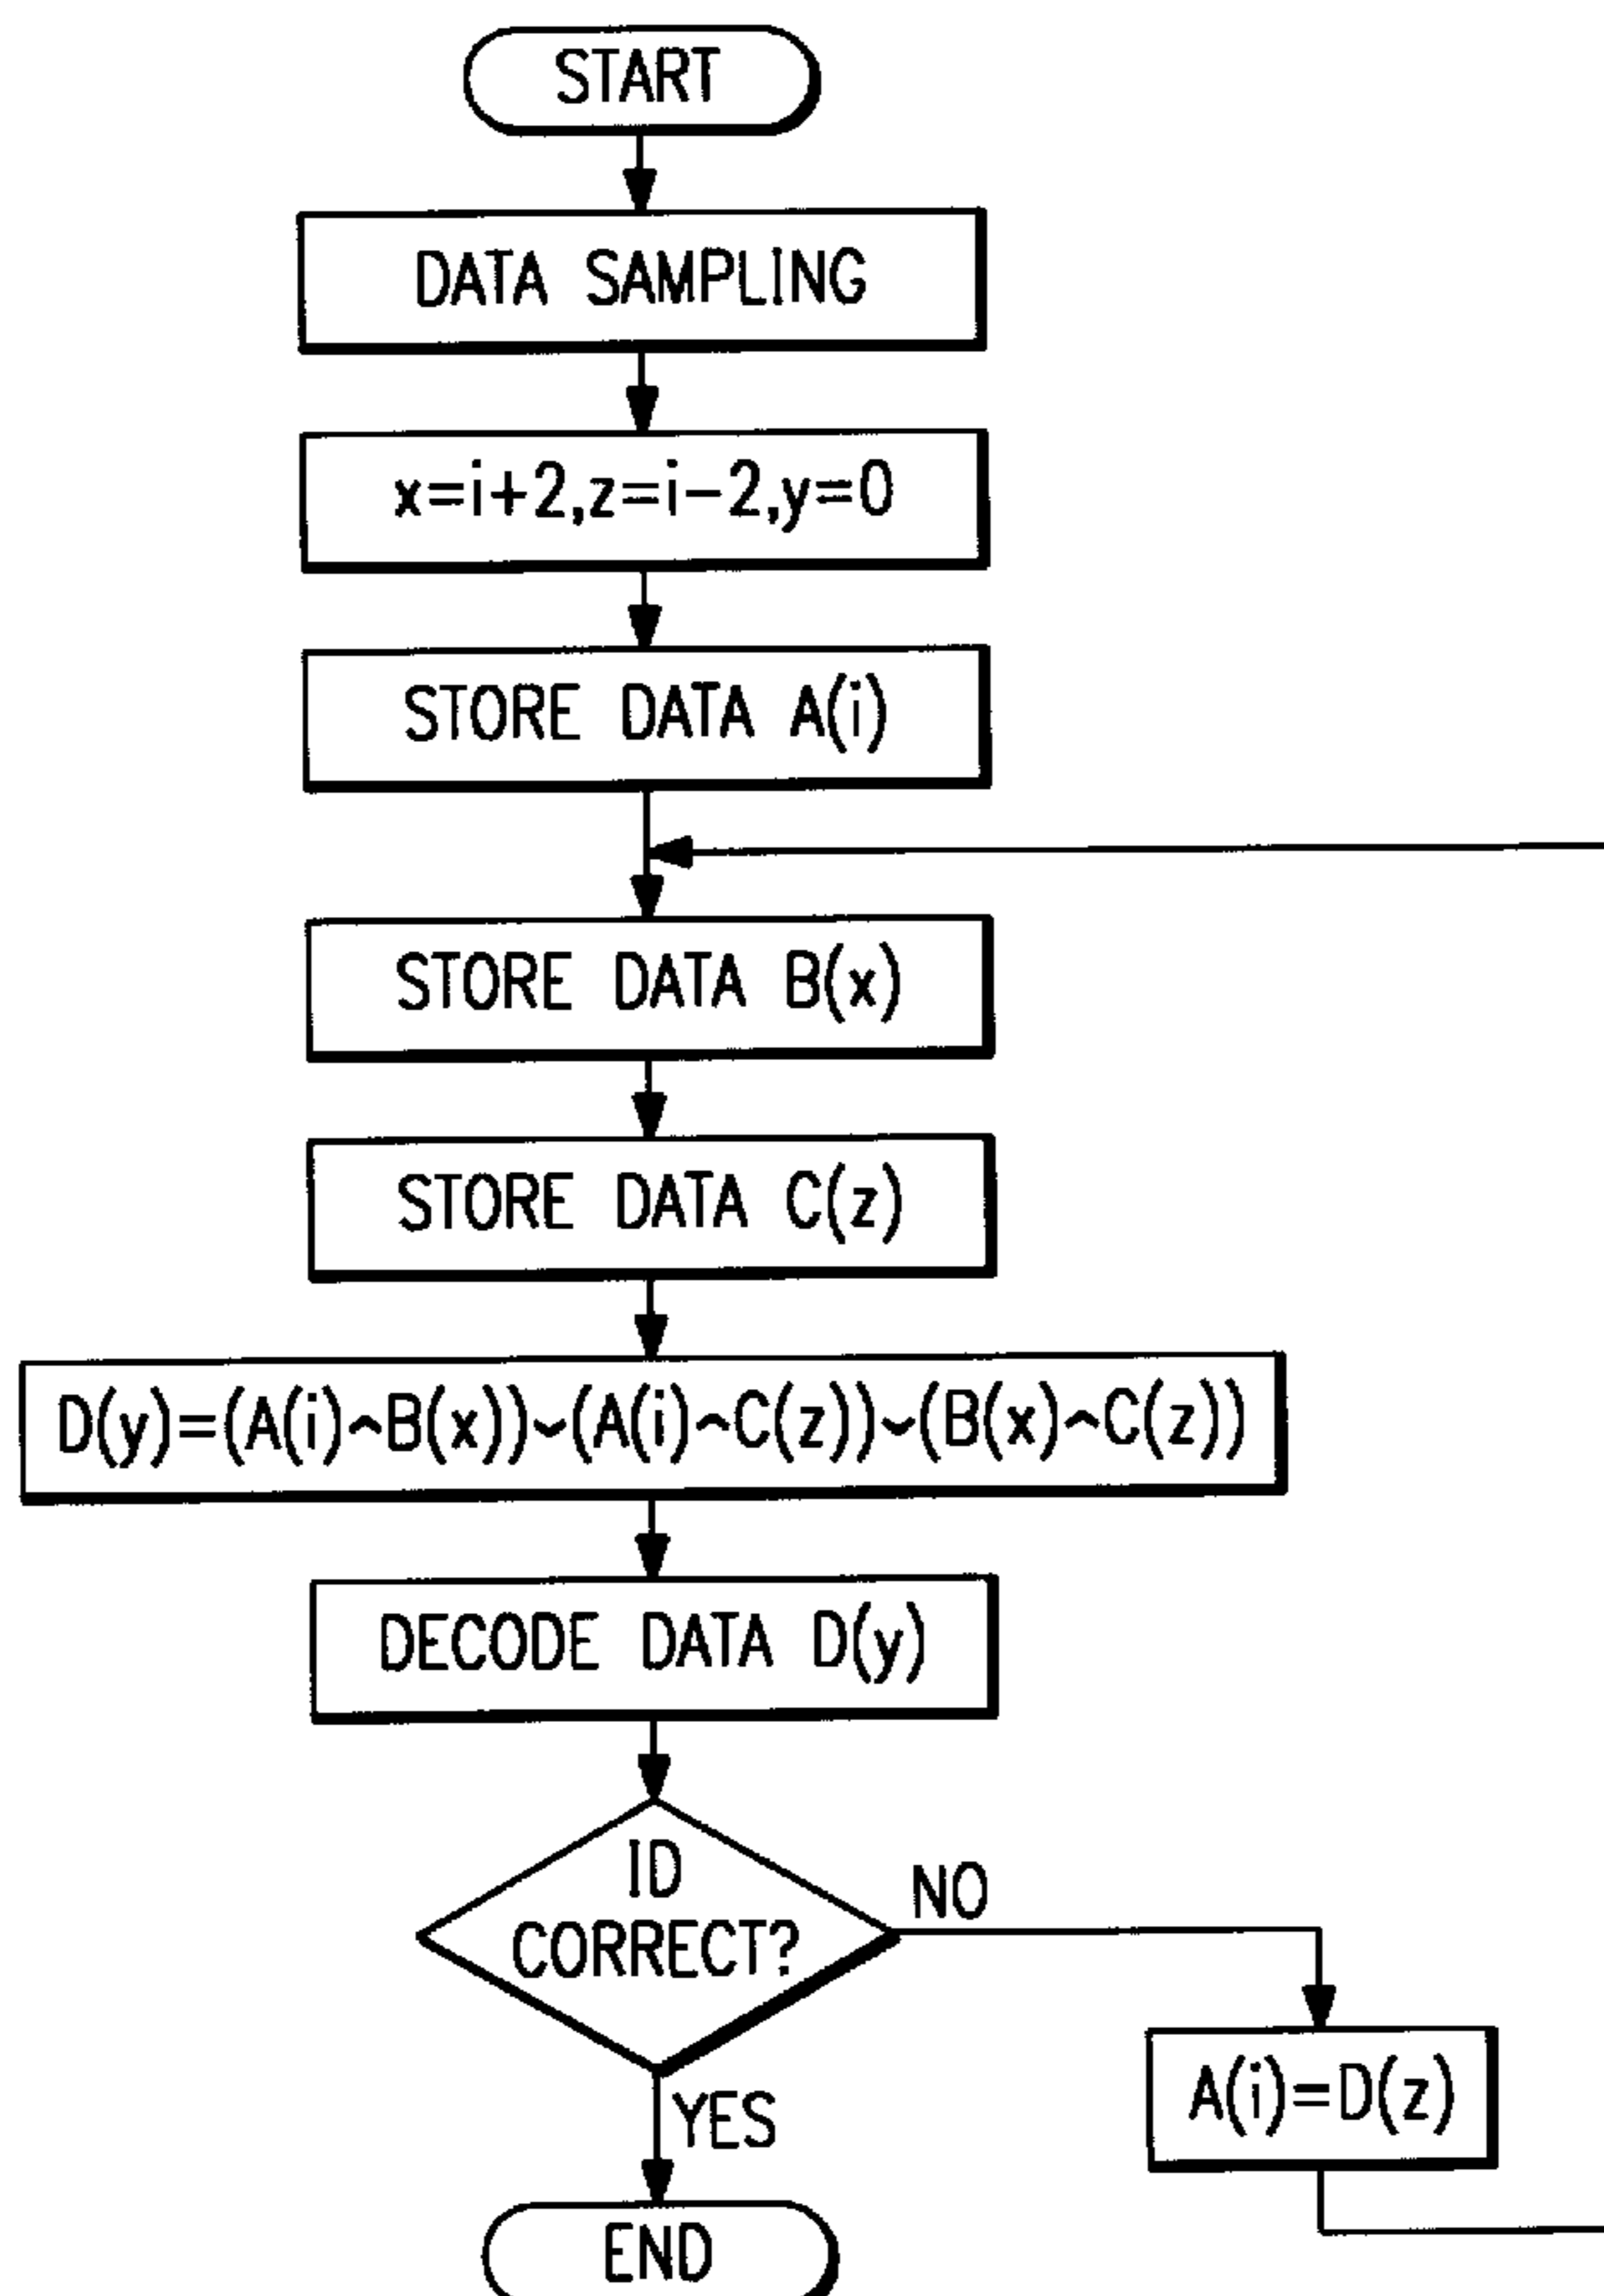 START
DATA SAMPLING
x=i+2,z=i-2,y=0
STORE DATA A(i)
STORE DATA B(x)
STORE DATA C(z)
D(y)=(A(i)^B(x))⌣(A(i)^C(z))⌣(B(x)^C(z))
DECODE DATA D(y)
ID
CORRECT?
NO
A(i)=D(z)
YES
END